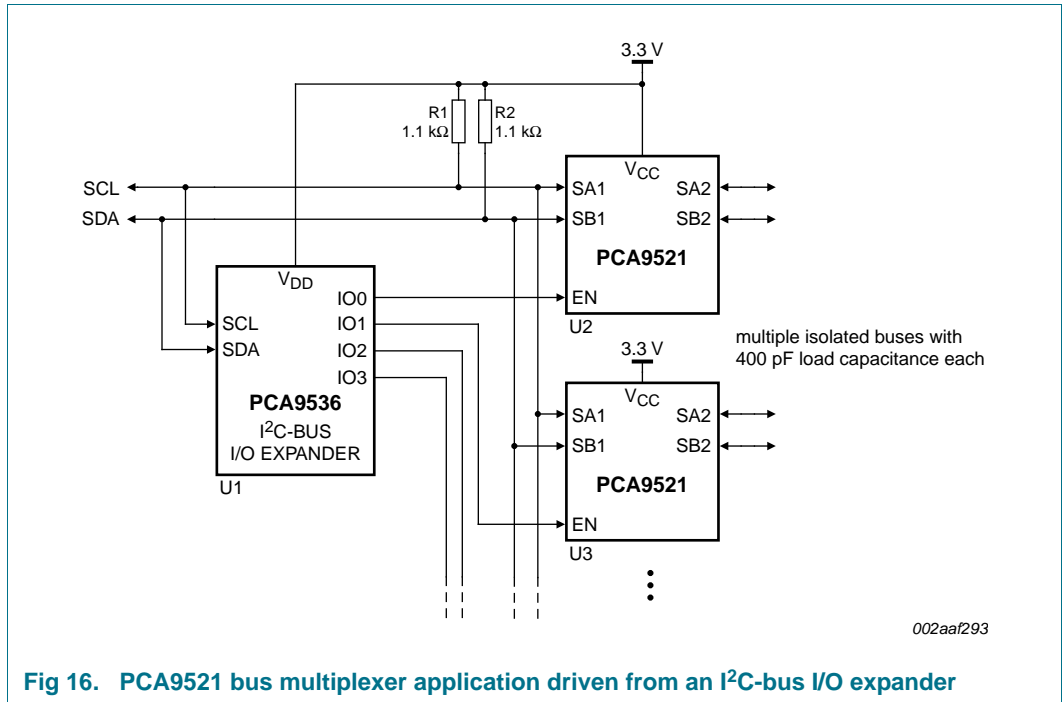 3.3 V
R1
1.1 kΩ
R2
1.1 kΩ
SCL
SDA
VCC
SA1
SA2
SB1
SB2
PCA9521
EN
U2
VDD
IO0
SCL
IO1
SDA
IO2
IO3
PCA9536
I²C-BUS
I/O EXPANDER
U1
multiple isolated buses with
400 pF load capacitance each
3.3 V
VCC
SA1
SA2
SB1
SB2
PCA9521
EN
U3
002aaf293
Fig 16. PCA9521 bus multiplexer application driven from an I²C-bus I/O expander